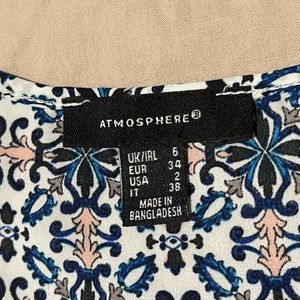 ATMOSPHERE
UK/IRL 6
EUR 34
USA 2
IT 38
MADE IN
BANGLADESH